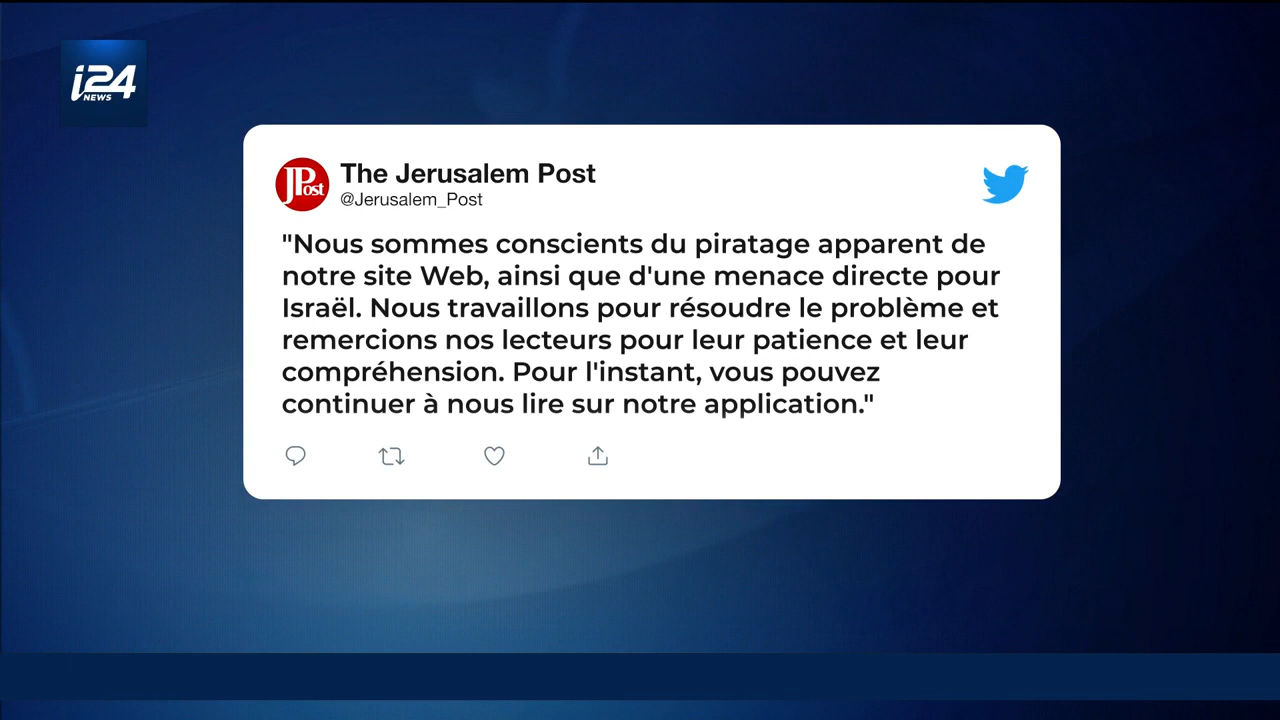 i24
NEWS
JPost
The Jerusalem Post
@Jerusalem_Post
"Nous sommes conscients du piratage apparent de
notre site Web, ainsi que d'une menace directe pour
Israël. Nous travaillons pour résoudre le problème et
remercions nos lecteurs pour leur patience et leur
compréhension. Pour l'instant, vous pouvez
continuer à nous lire sur notre application."